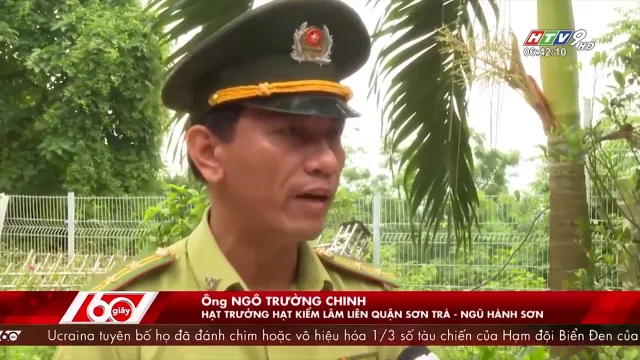 HTV9 HD
06:42:10
Ông NGÔ TRƯỜNG CHINH
HẠT TRƯỞNG HẠT KIỂM LÂM LIÊN QUẬN SƠN TRÀ - NGŨ HÀNH SƠN
60 giây
Ucraina tuyên bố họ đã đánh chìm hoặc vô hiệu hóa 1/3 số tàu chiến của Hạm đội Biển Đen của